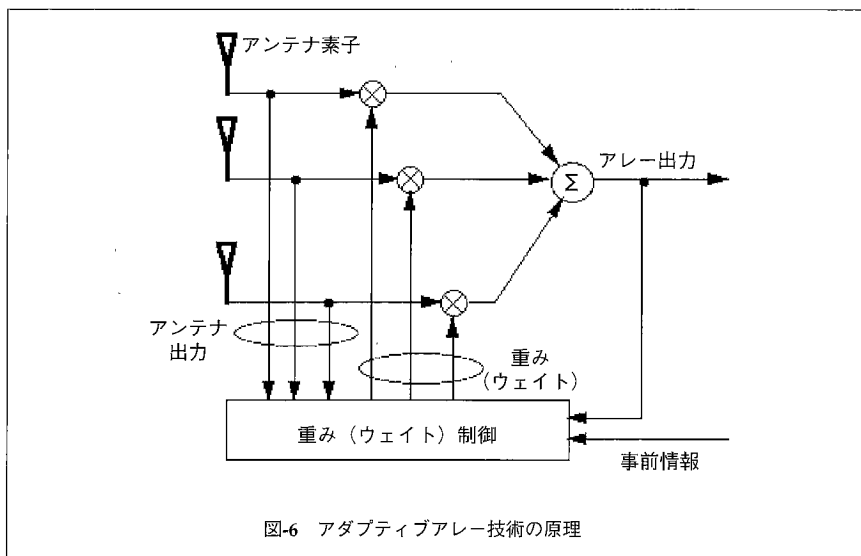 アンテナ素子
アレー出力
Σ
アンテナ
出力
重み
(ウェイト)
重み(ウェイト)制御
事前情報
図-6 アダプティブアレー技術の原理